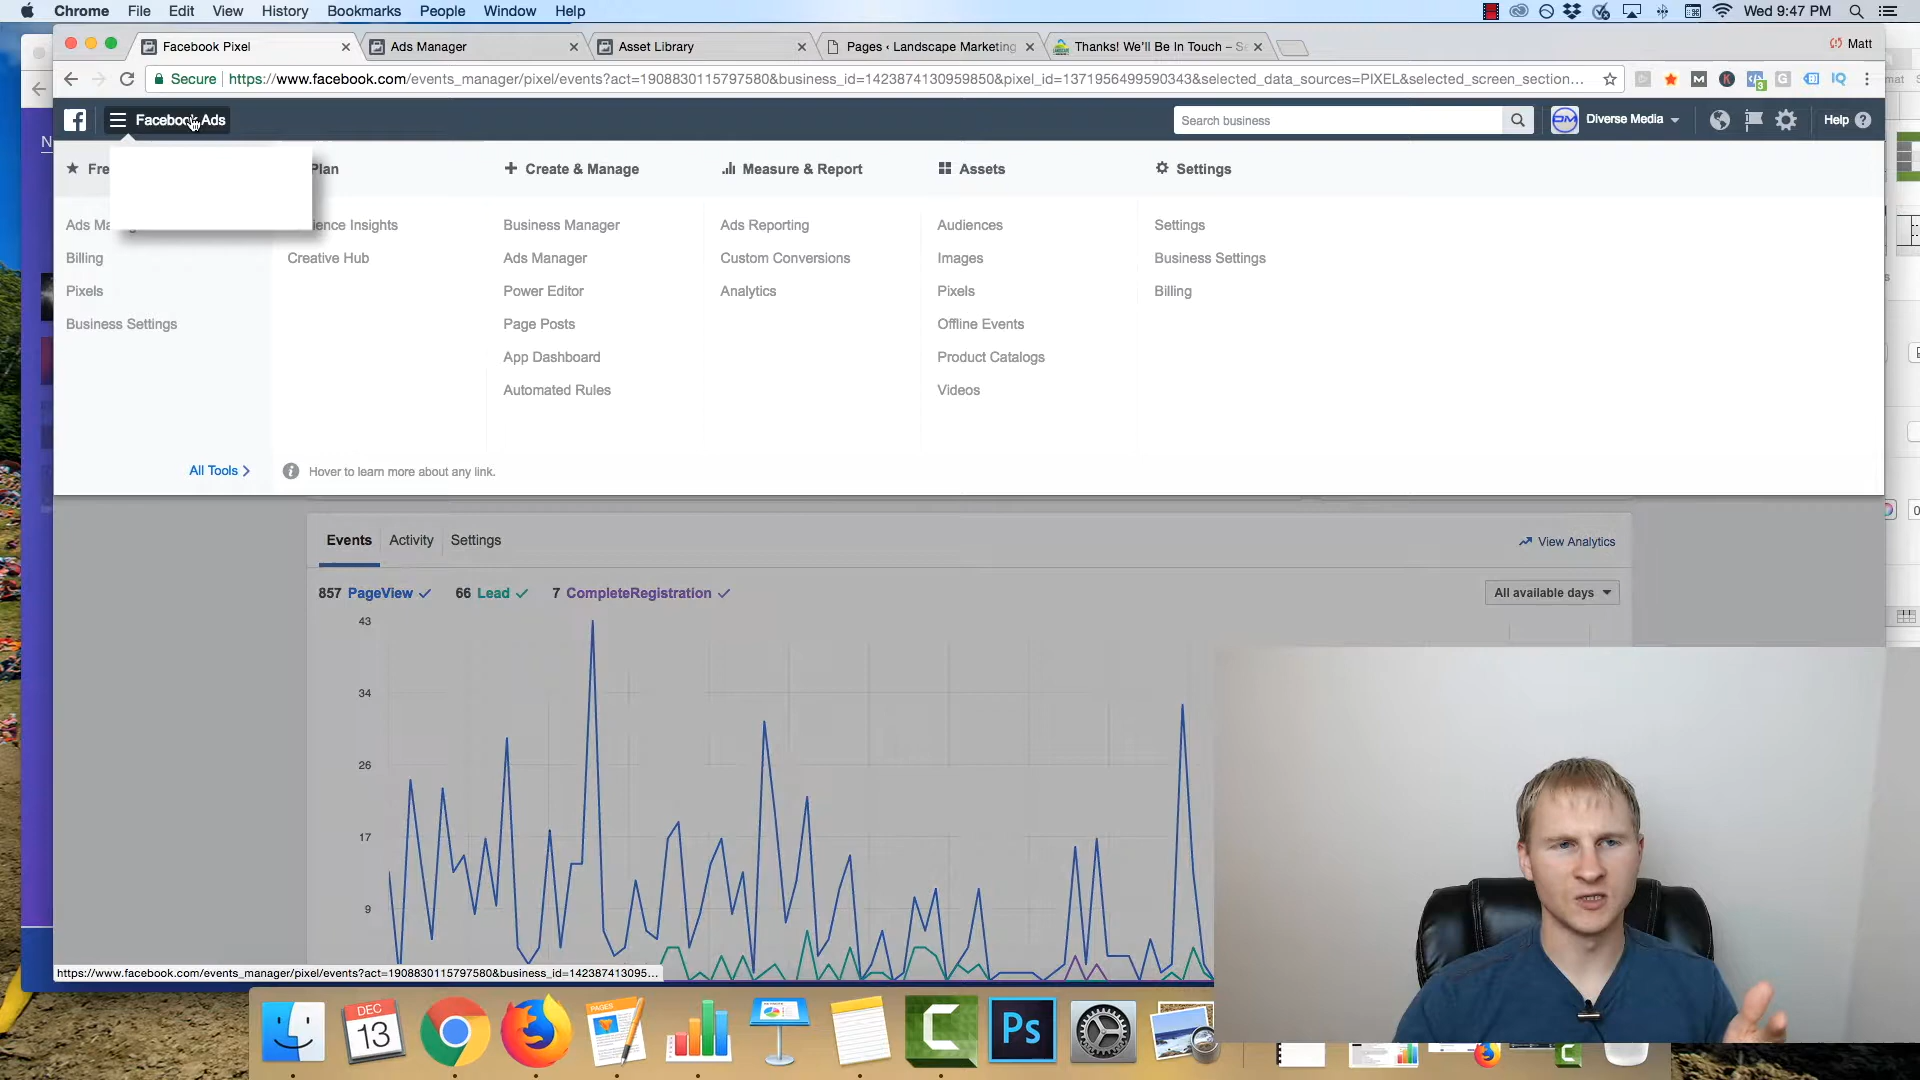 Chrome File Edit View History Bookmarks People Window Help
Wed 9:47 PM
Facebook Pixel
Ads Manager
Asset Library
Pages ‹ Landscape Marketing
Thanks! We'll Be In Touch – S
Matt
Secure
https://www.facebook.com/events_manager/pixel/events?act=1908830115797580&business_id=1423874130959850&pixel_id=1371956499590343&selected_data_sources=PIXEL&selected_screen_section...
Facebook Ads
Search business
Diverse Media
Help
Fre
Plan
Create & Manage
Measure & Report
Assets
Settings
Ads Ma
Billing
Pixels
Business Settings
ience Insights
Creative Hub
Business Manager
Ads Manager
Power Editor
Page Posts
App Dashboard
Automated Rules
Ads Reporting
Custom Conversions
Analytics
Audiences
Images
Pixels
Offline Events
Product Catalogs
Videos
Settings
Business Settings
Billing
All Tools
Hover to learn more about any link.
Events Activity Settings
View Analytics
857 PageView
66 Lead
7 CompleteRegistration
All available days
43
34
26
17
9
https://www.facebook.com/events_manager/pixel/events?act=1908830115797580&business_id=142387413095...
DEC
13
PAGES
Ps